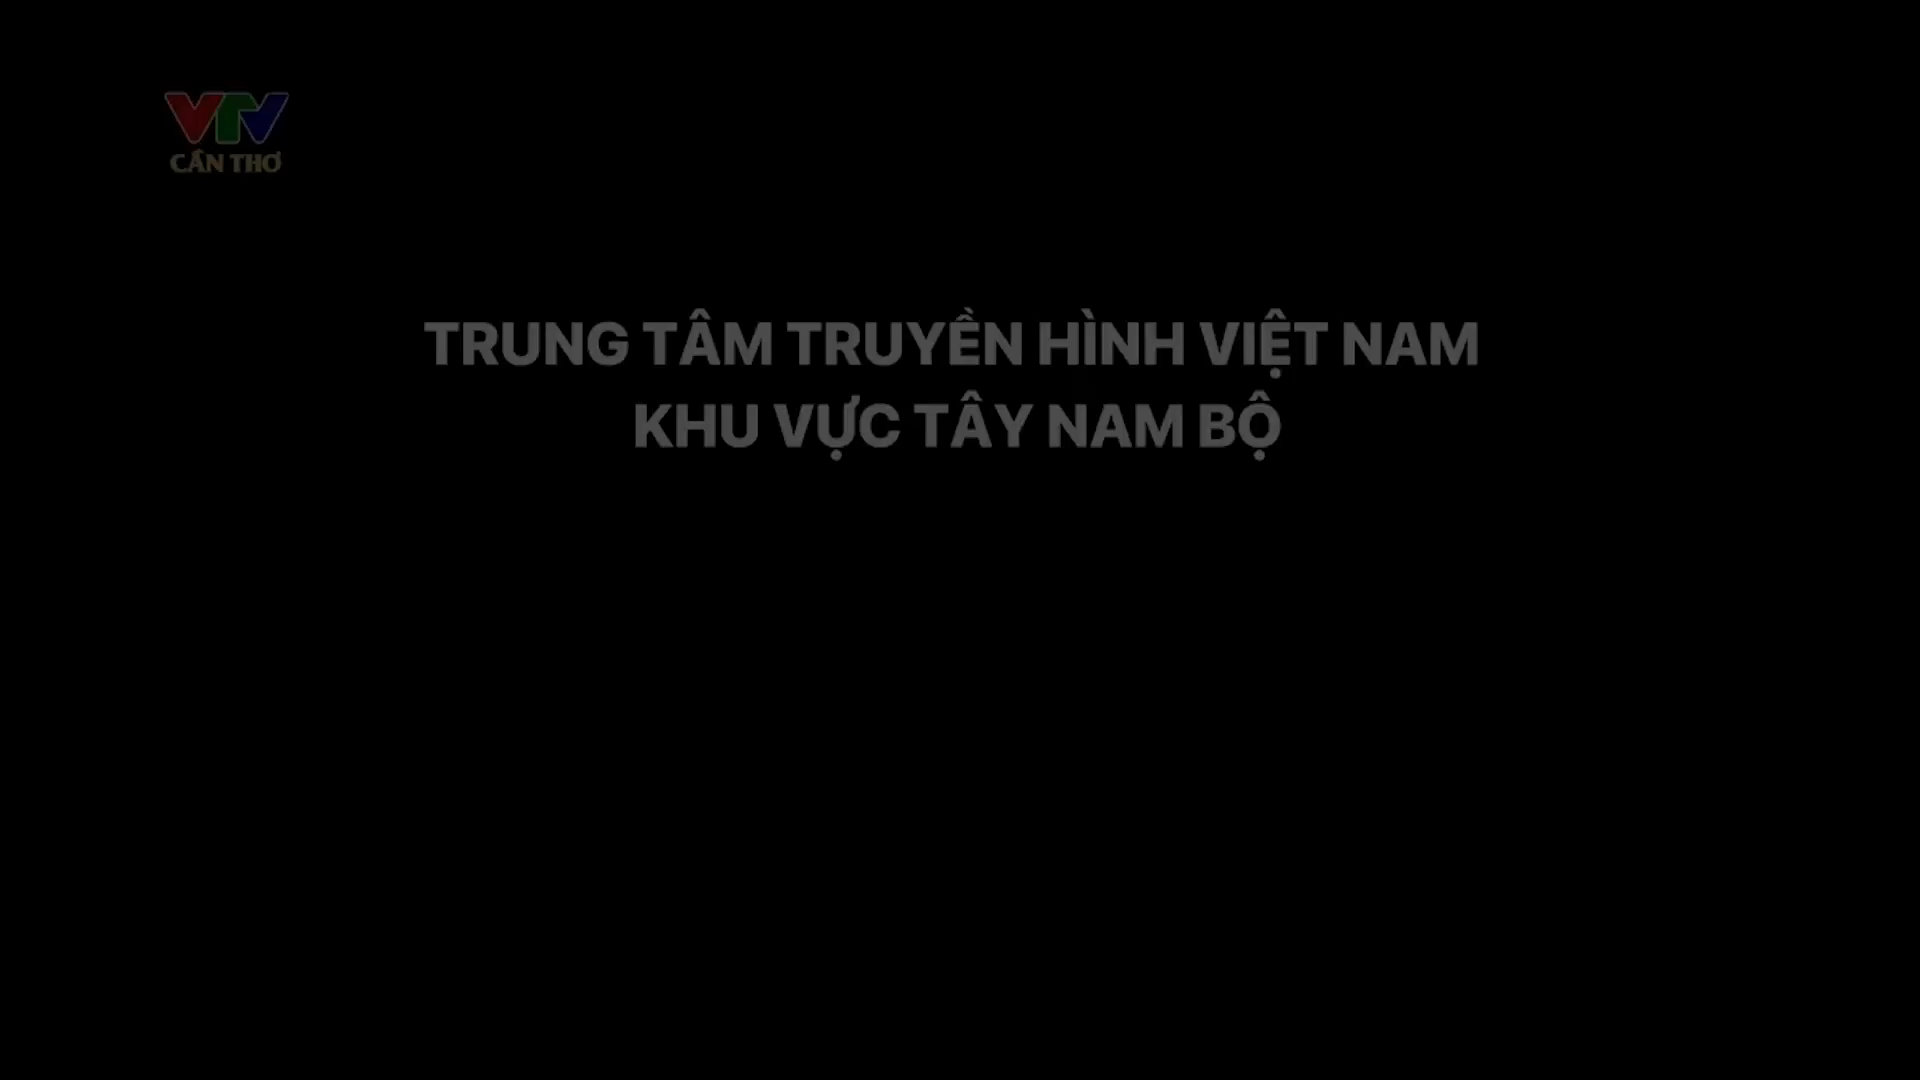 VTV
CẦN THƠ
TRUNG TÂM TRUYỀN HÌNH VIỆT NAM
KHU VỰC TÂY NAM BỘ